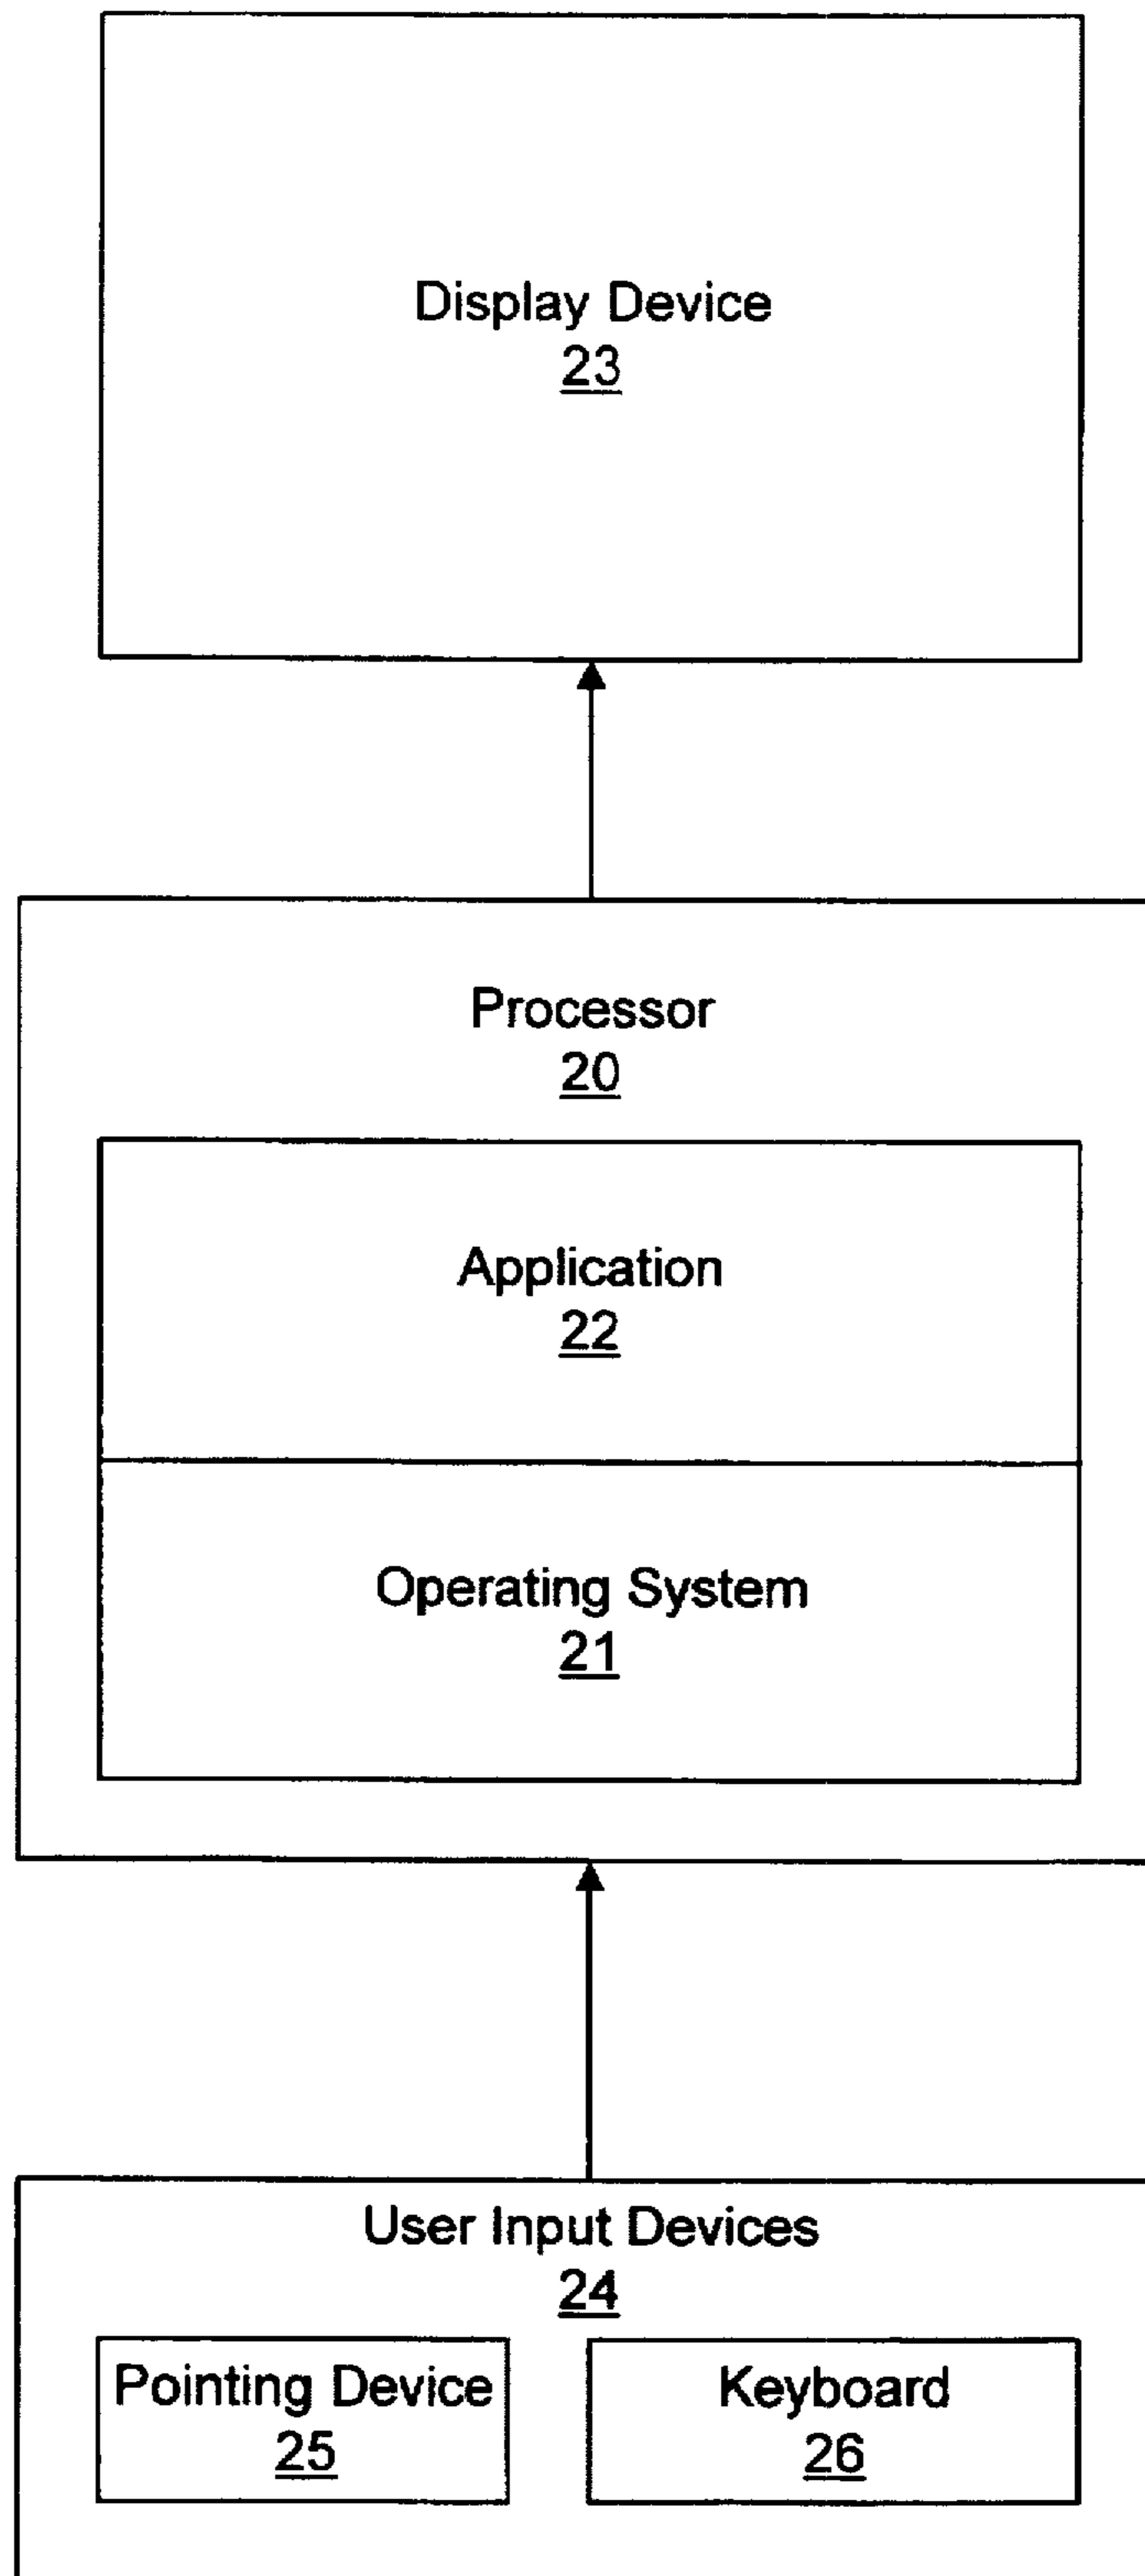 Display Device
23
Processor
20
Application
22
Operating System
21
User Input Devices
24
Pointing Device
25
Keyboard
26